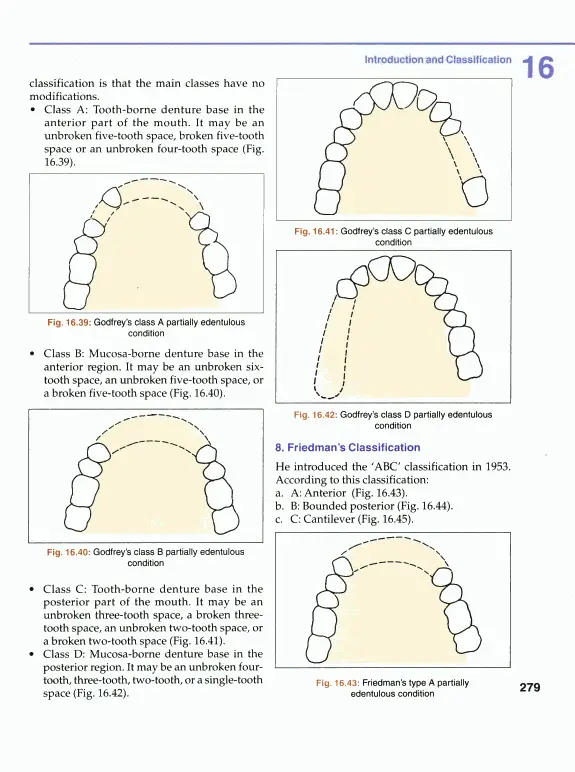 Introduction and Classification
16
classification is that the main classes have no
modifications.
• Class A: Tooth-borne denture base in the
anterior part of the mouth. It may be an
unbroken five-tooth space, broken five-tooth
space or an unbroken four-tooth space (Fig.
16.39).
Fig. 16.39: Godfrey's class A partially edentulous
condition
• Class B: Mucosa-borne denture base in the
anterior region. It may be an unbroken six-
tooth space, an unbroken five-tooth space, or
a broken five-tooth space (Fig. 16.40).
Fig. 16.40: Godfrey's class B partially edentulous
condition
• Class C: Tooth-borne denture base in the
posterior part of the mouth. It may be an
unbroken three-tooth space, a broken three-
tooth space, an unbroken two-tooth space, or
a broken two-tooth space (Fig. 16.41).
• Class D: Mucosa-borne denture base in the
posterior region. It may be an unbroken four-
tooth, three-tooth, two-tooth, or a single-tooth
space (Fig. 16.42).
Fig. 16.41: Godfrey's class C partially edentulous
condition
Fig. 16.42: Godfrey's class D partially edentulous
condition
8. Friedman's Classification
He introduced the 'ABC' classification in 1953.
According to this classification:
a. A: Anterior (Fig. 16.43).
b. B: Bounded posterior (Fig. 16.44).
c. C: Cantilever (Fig. 16.45).
Fig. 16.43: Friedman's type A partially
edentulous condition
279